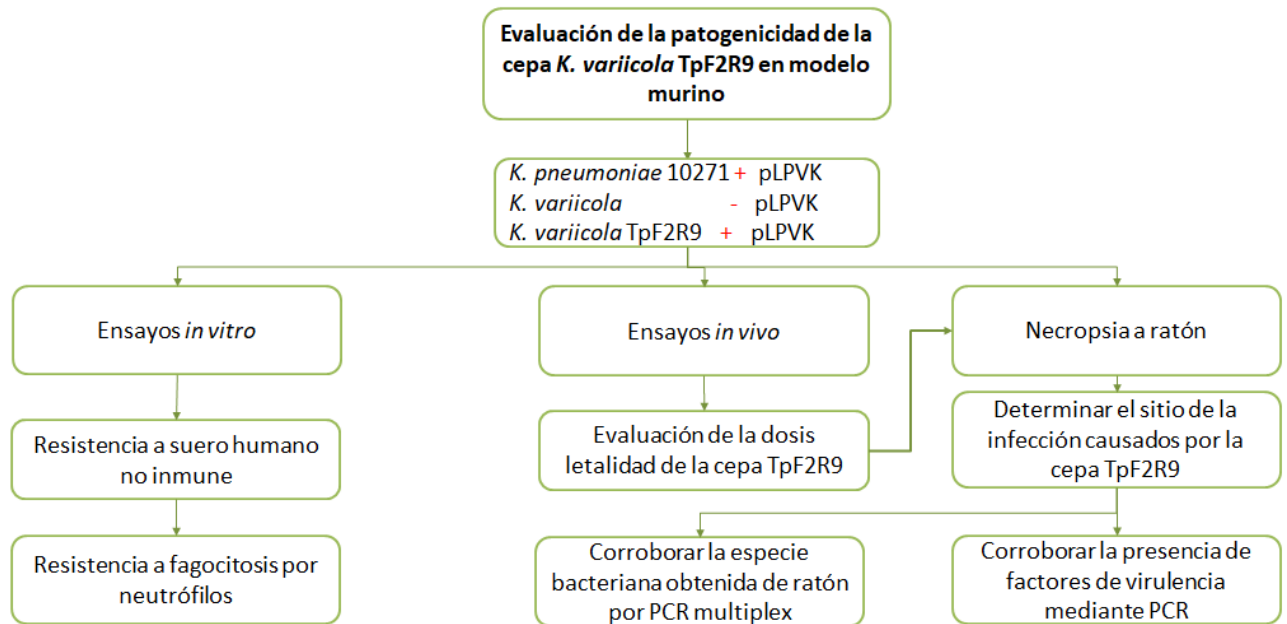 Evaluación de la patogenicidad de la
cepa K. variicola TpF2R9 en modelo
murino
K. pneumoniae 10271 + pLPVK
K. variicola - pLPVK
K. variicola TpF2R9 + pLPVK
Ensayos in vitro
Ensayos in vivo
Necropsia a ratón
Resistencia a suero humano
no inmune
Evaluación de la dosis
letalidad de la cepa TpF2R9
Determinar el sitio de la
infección causados por la
cepa TpF2R9
Resistencia a fagocitosis por
neutrófilos
Corroborar la especie
bacteriana obtenida de ratón
por PCR multiplex
Corroborar la presencia de
factores de virulencia
mediante PCR